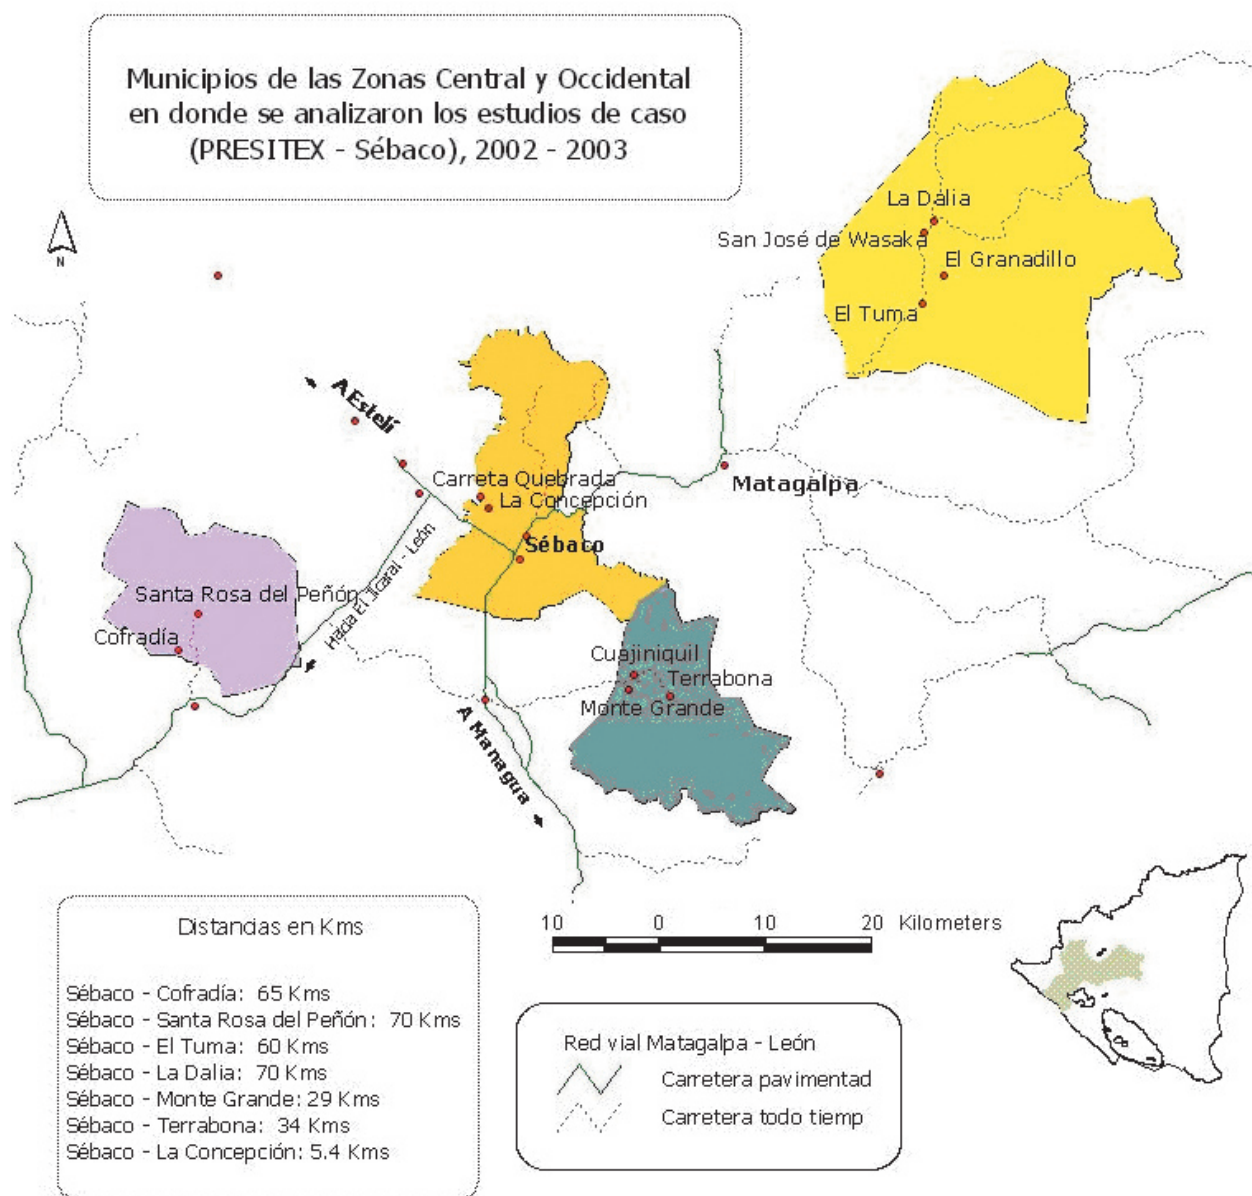 Municipios de las Zonas Central y Occidental
en donde se analizaron los estudios de caso
(PRESITEX - Sébaco), 2002 - 2003
N
La Dalia
San José de Wasaka
El Granadillo
El Tuma
A Estelí
Carreta Quebrada
La Concepción
Matagalpa
Sébaco
Hacia El Jicaral - León
Santa Rosa del Peñón
Cofradía
Cuajiniquil
Terrabona
Monte Grande
A Managua
10 0 10 20 Kilometers
Distancias en Kms
Sébaco - Cofradía: 65 Kms
Sébaco - Santa Rosa del Peñón: 70 Kms
Sébaco - El Tuma: 60 Kms
Sébaco - La Dalia: 70 Kms
Sébaco - Monte Grande: 29 Kms
Sébaco - Terrabona: 34 Kms
Sébaco - La Concepción: 5.4 Kms
Red vial Matagalpa - León
Carretera pavimentad
Carretera todo tiemp